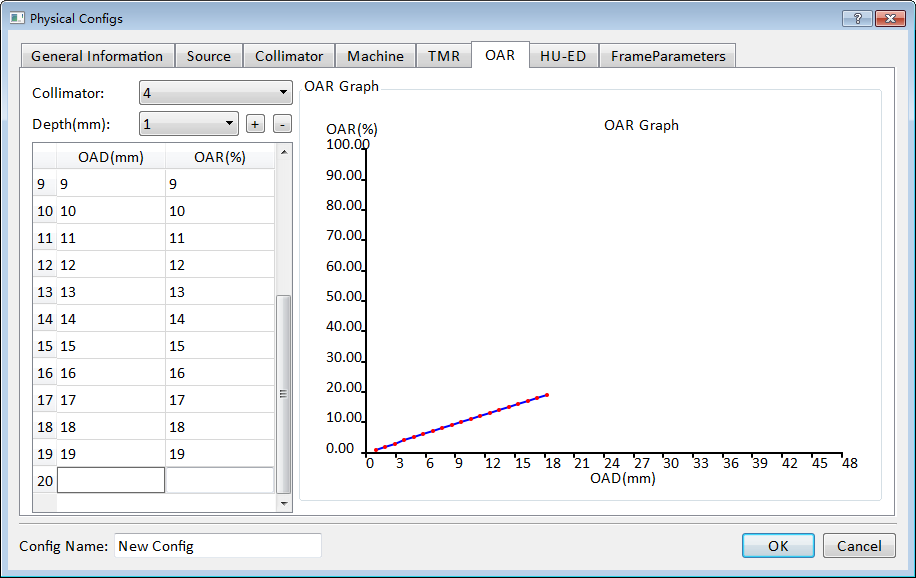 Physical Configs
General Information Source Collimator Machine TMR OAR HU-ED FrameParameters
Collimator: 4
Depth(mm): 1 + -
OAD(mm) OAR(%)
9 9 9
10 10 10
11 11 11
12 12 12
13 13 13
14 14 14
15 15 15
16 16 16
17 17 17
18 18 18
19 19 19
20
OAR Graph
OAR Graph
OAR(%)
100.00
90.00
80.00
70.00
60.00
50.00
40.00
30.00
20.00
10.00
0.00
0 3 6 9 12 15 18 21 24 27 30 33 36 39 42 45 48
OAD(mm)
Config Name: New Config
OK Cancel